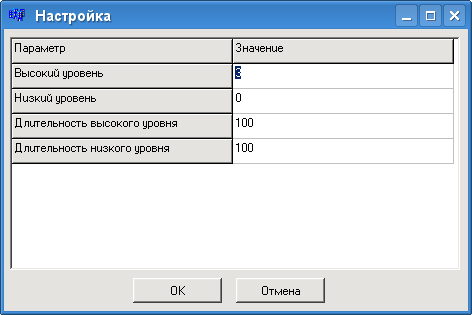 Настройка
Параметр Значение
Высокий уровень 3
Низкий уровень 0
Длительность высокого уровня 100
Длительность низкого уровня 100
OK Отмена